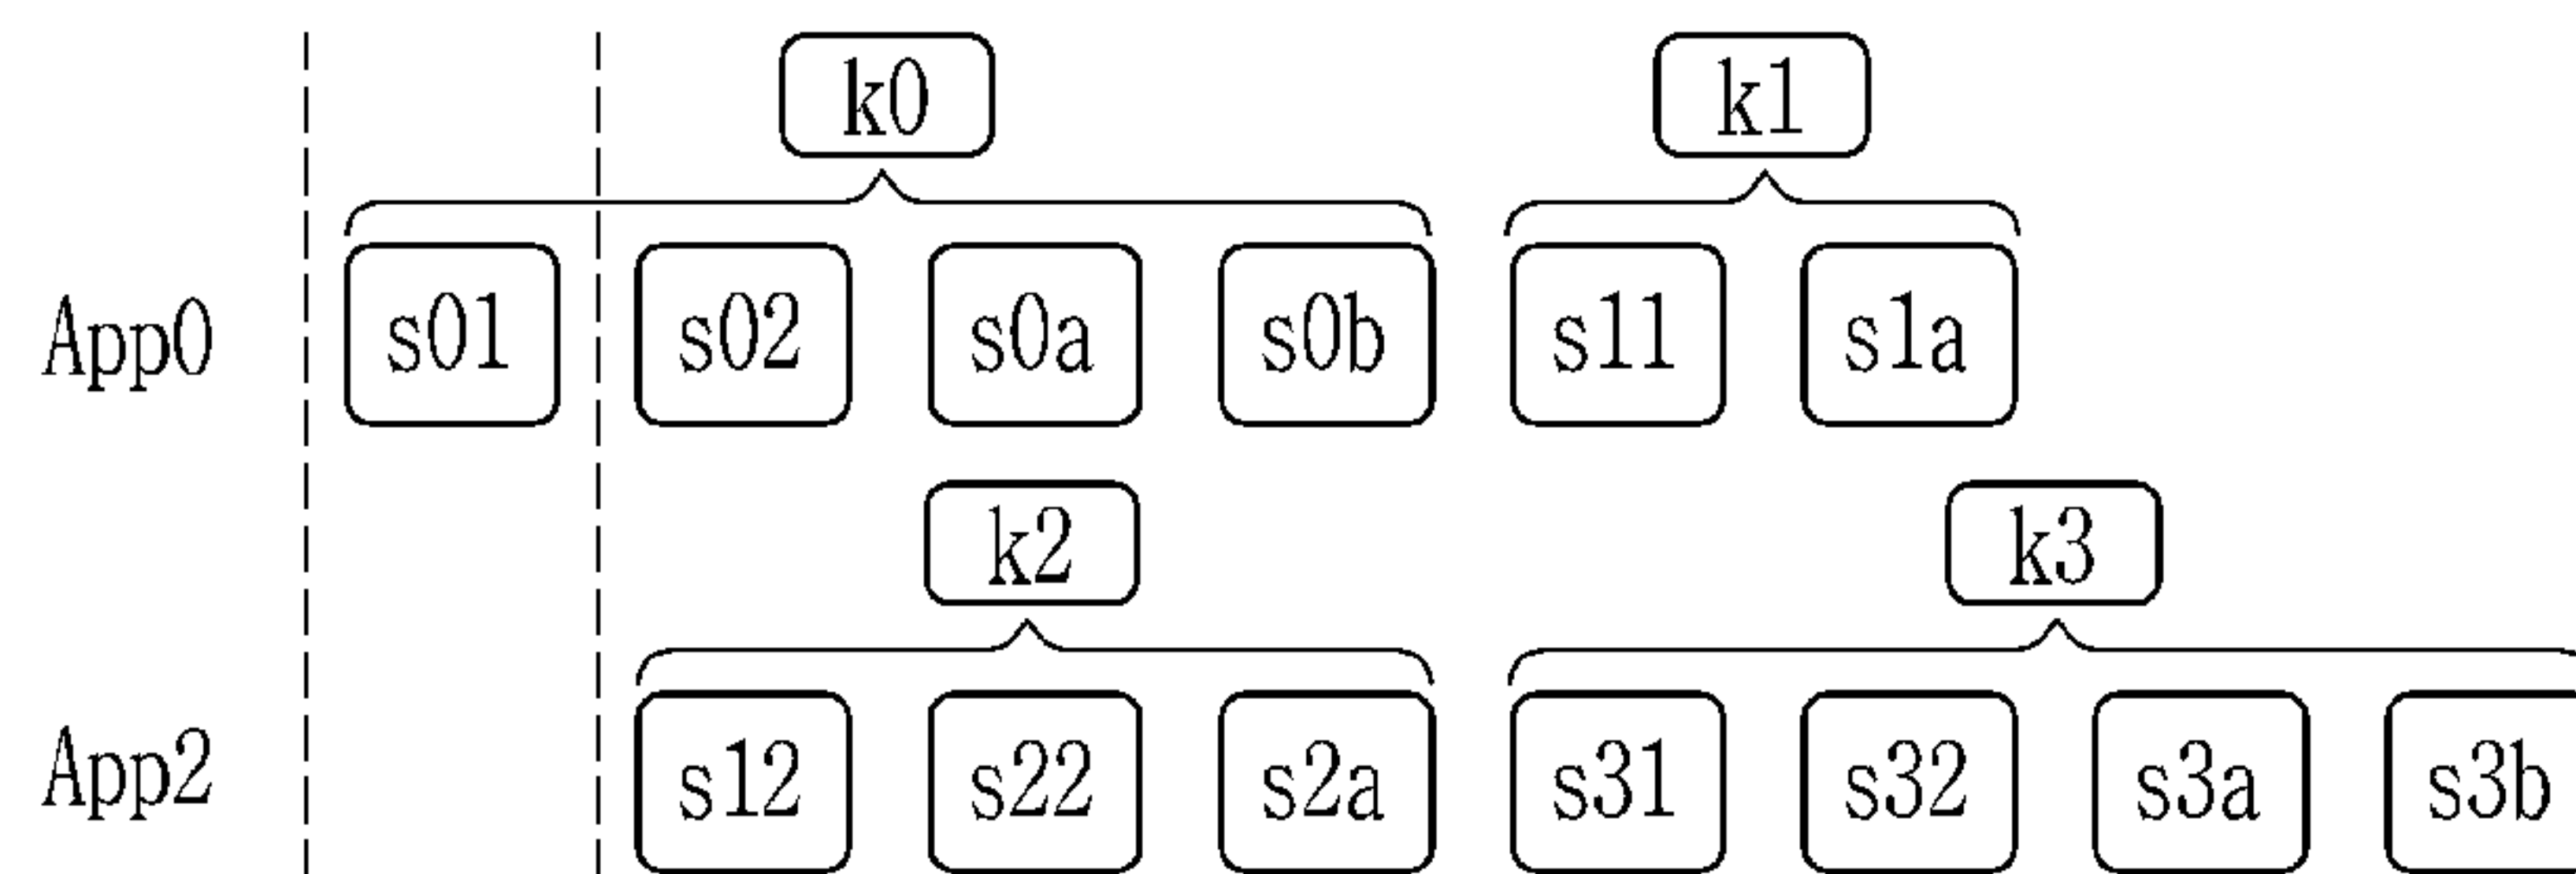 k0 k1
App0 s01 s02 s0a s0b s11 s1a
k2 k3
App2 s12 s22 s2a s31 s32 s3a s3b